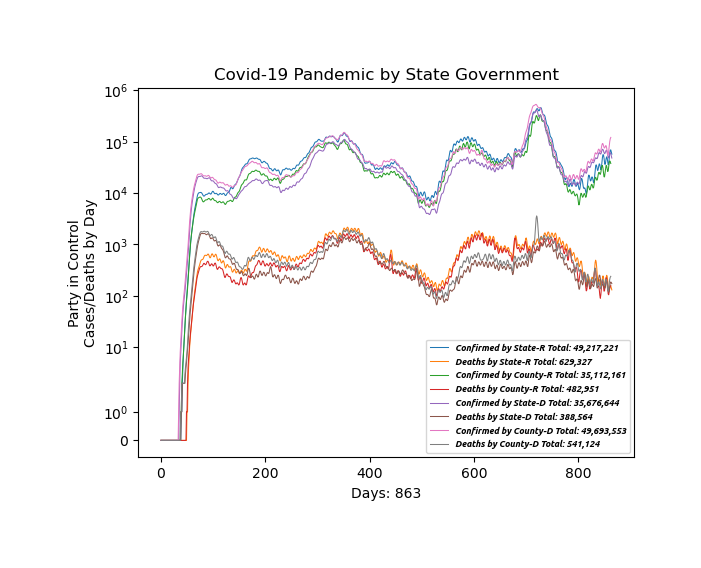 Covid-19 Pandemic by State Government
10^6
10^5
10^4
10^3
10^2
10^1
10^0
0
Party in Control
Cases/Deaths by Day
Confirmed by State-R Total: 49,217,221
Deaths by State-R Total: 629,327
Confirmed by County-R Total: 35,112,161
Deaths by County-R Total: 482,951
Confirmed by State-D Total: 35,676,644
Deaths by State-D Total: 388,564
Confirmed by County-D Total: 49,693,553
Deaths by County-D Total: 541,124
0 200 400 600 800
Days: 863